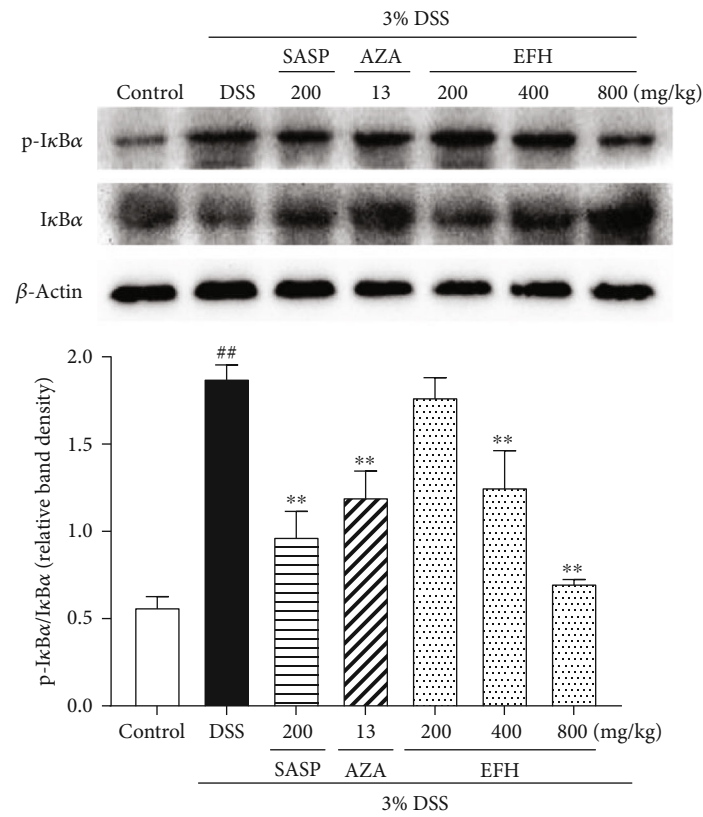 3% DSS
SASP AZA EFH
Control DSS 200 13 200 400 800 (mg/kg)
p-IκBα
IκBα
β-Actin
p-IκBα/IκBα (relative band density)
2.0
1.5
1.0
0.5
0.0
##
**
**
**
**
Control DSS 200 13 200 400 800 (mg/kg)
SASP AZA EFH
3% DSS